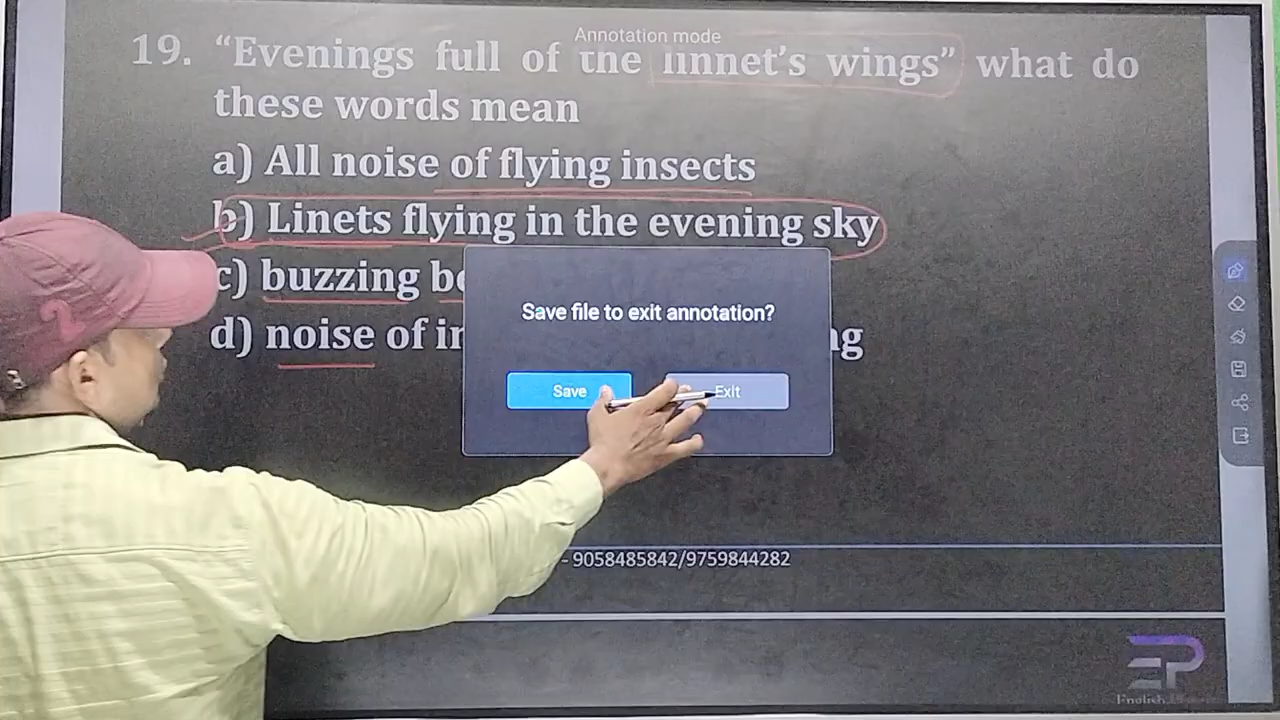 Annotation mode
19. “Evenings full of the linnet's wings” what do
these words mean
a) All noise of flying insects
b) Linets flying in the evening sky
c) buzzing
d) noise of
Save file to exit annotation?
Save Exit
- 9058485842/9759844282
EP
English